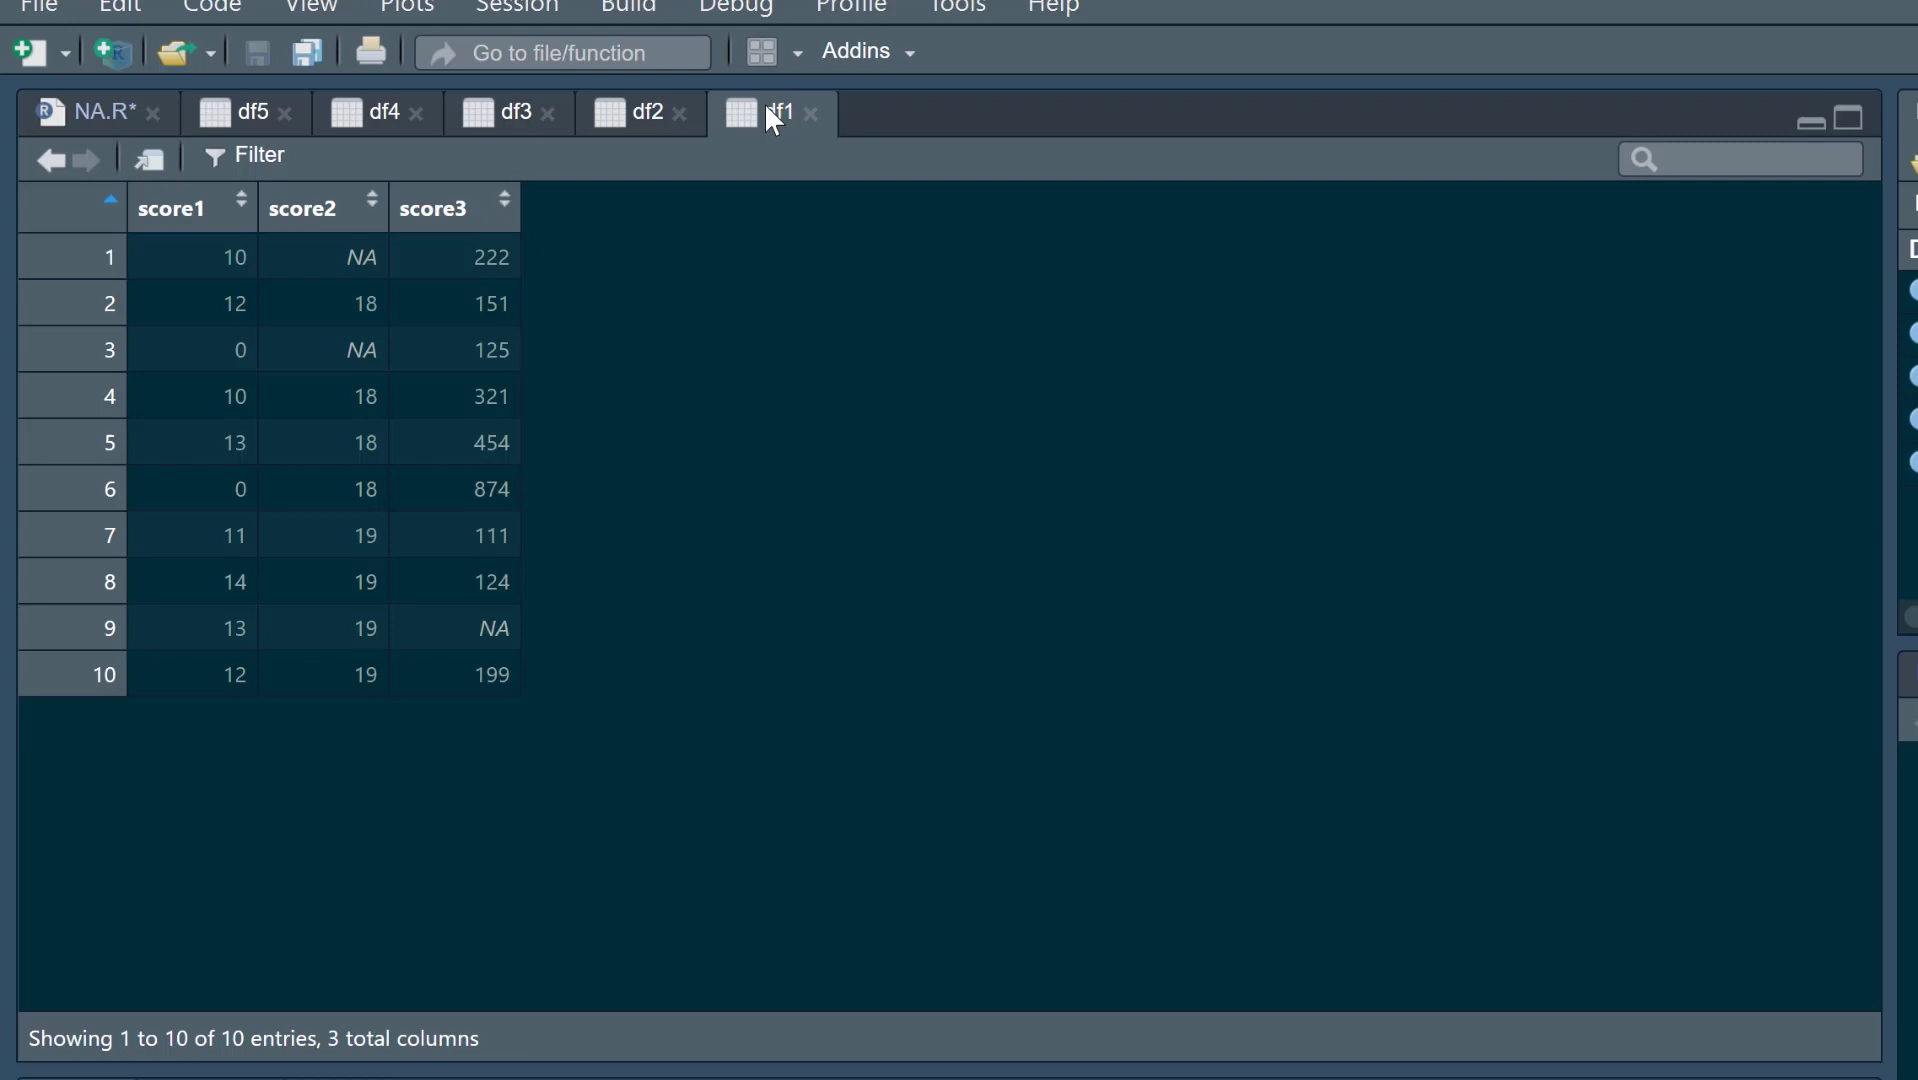 File Edit Code View Plots Session Build Debug Profile Tools Help
Go to file/function Addins
NA.R* df5 df4 df3 df2 df1
Filter
score1 score2 score3
1 10 NA 222
2 12 18 151
3 0 NA 125
4 10 18 321
5 13 18 454
6 0 18 874
7 11 19 111
8 14 19 124
9 13 19 NA
10 12 19 199
Showing 1 to 10 of 10 entries, 3 total columns